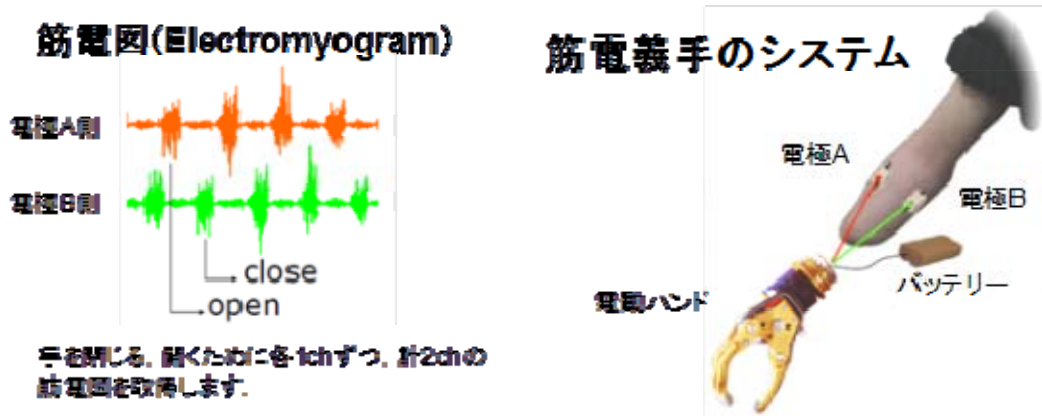 筋電図(Electromyogram)
電極A側
電極B側
close
open
手を閉じる、開くために各1chずつ、計2chの
筋電図を取得します.
筋電義手のシステム
電極A
電極B
バッテリー
電動ハンド